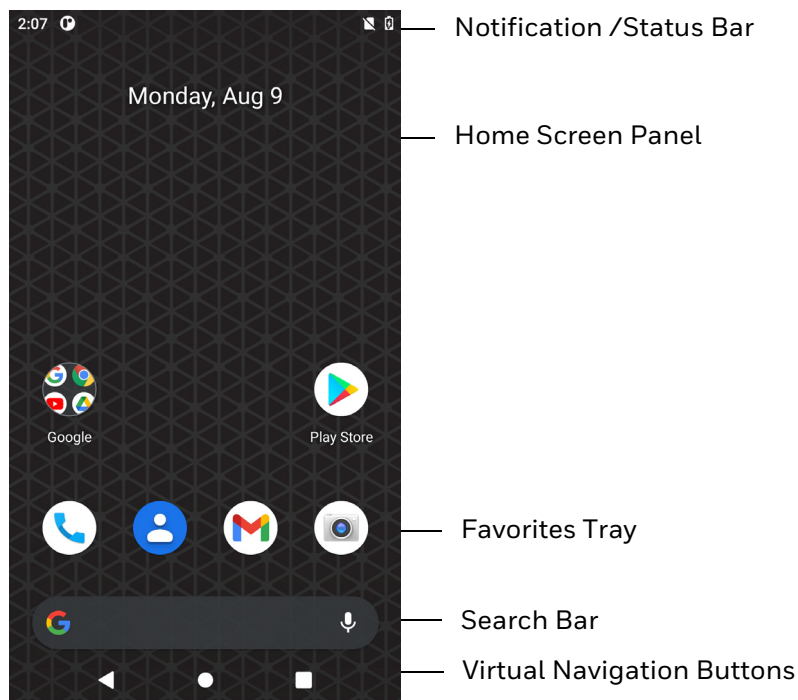 2:07
Notification /Status Bar
Monday, Aug 9
Home Screen Panel
Google
Play Store
Favorites Tray
Search Bar
Virtual Navigation Buttons